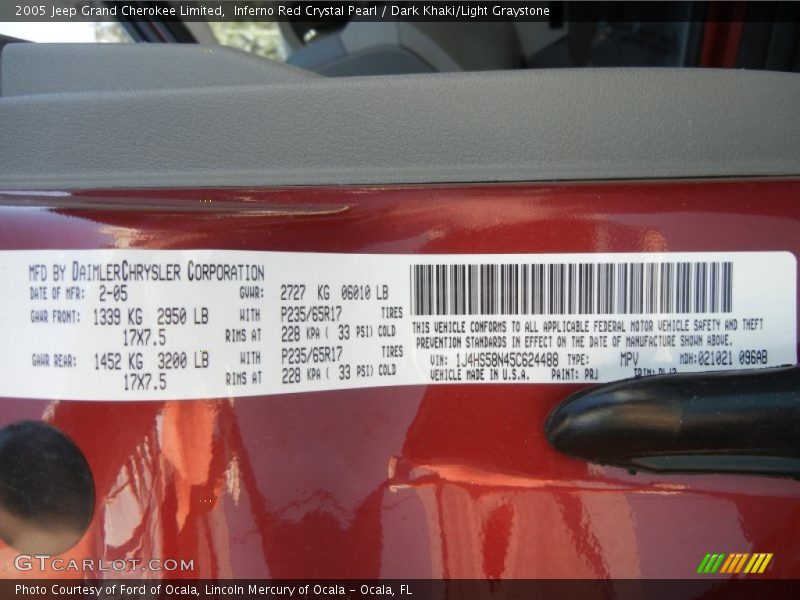 2005 Jeep Grand Cherokee Limited, Inferno Red Crystal Pearl / Dark Khaki/Light Graystone
MFD BY DAIMLERCHRYSLER CORPORATION
DATE OF MFR: 2-05 GVWR: 2727 KG 06010 LB
GAWR FRONT: 1339 KG 2950 LB WITH P235/65R17 TIRES
17X7.5 RIMS AT 228 KPA ( 33 PSI) COLD
GAWR REAR: 1452 KG 3200 LB WITH P235/65R17 TIRES
17X7.5 RIMS AT 228 KPA ( 33 PSI) COLD
THIS VEHICLE CONFORMS TO ALL APPLICABLE FEDERAL MOTOR VEHICLE SAFETY AND THEFT
PREVENTION STANDARDS IN EFFECT ON THE DATE OF MANUFACTURE SHOWN ABOVE.
VIN: 1J4HS58N45C624488 TYPE: MPV MDH:021021 096AB
VEHICLE MADE IN U.S.A. PAINT: PRJ TRIM:
GTCARLOT.COM
Photo Courtesy of Ford of Ocala, Lincoln Mercury of Ocala - Ocala, FL